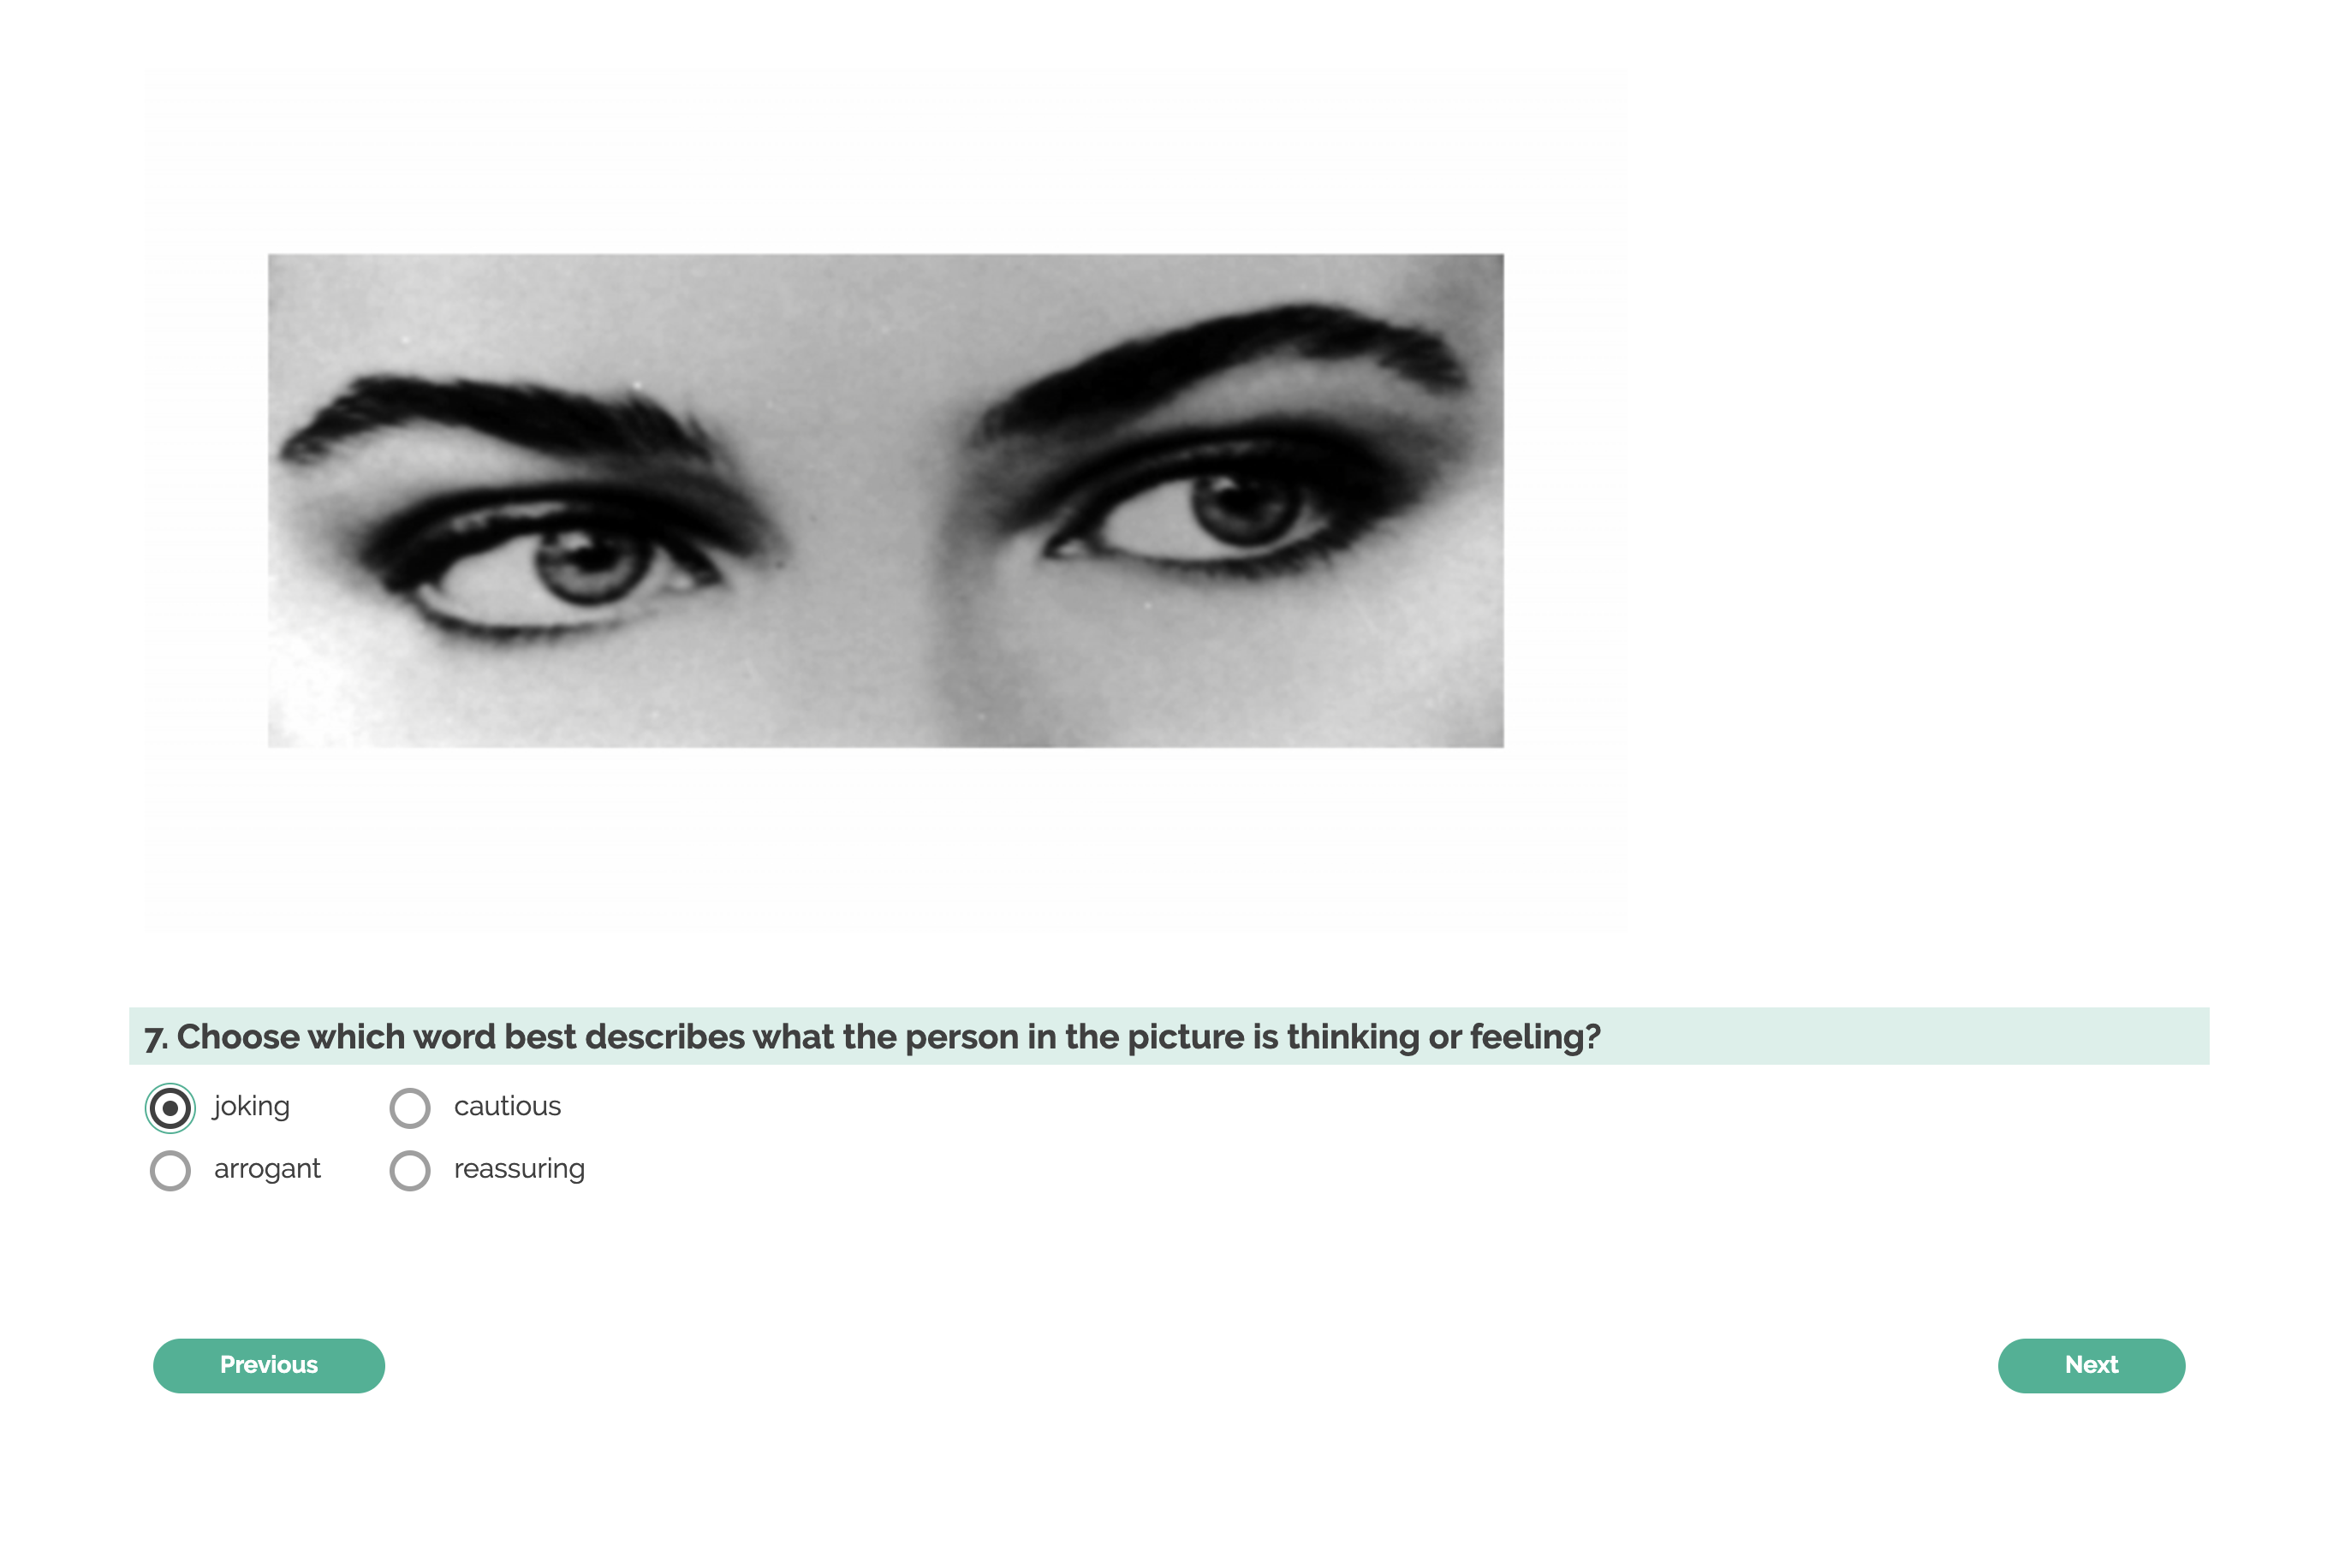 7. Choose which word best describes what the person in the picture is thinking or feeling?
joking cautious
arrogant reassuring
Previous Next